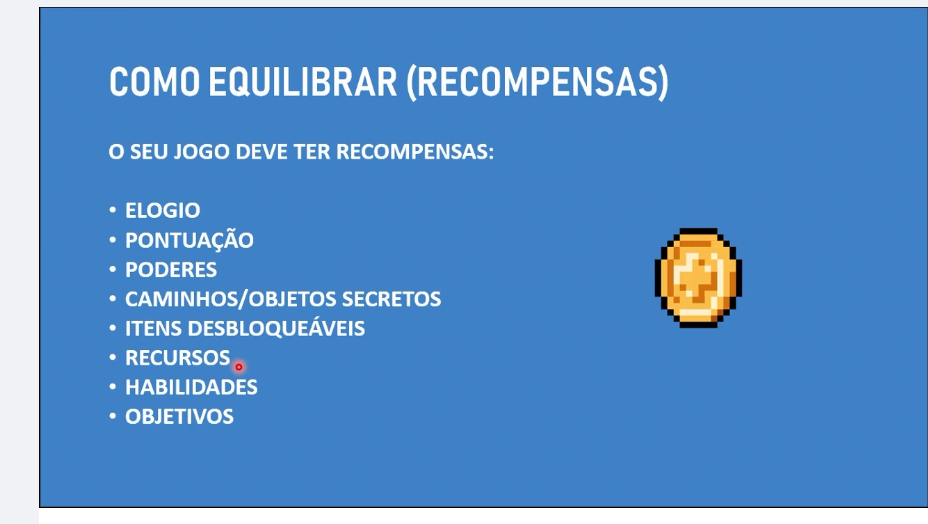 COMO EQUILIBRAR (RECOMPENSAS)
O SEU JOGO DEVE TER RECOMPENSAS:
• ELOGIO
• PONTUAÇÃO
• PODERES
• CAMINHOS/OBJETOS SECRETOS
• ITENS DESBLOQUEÁVEIS
• RECURSOS
• HABILIDADES
• OBJETIVOS